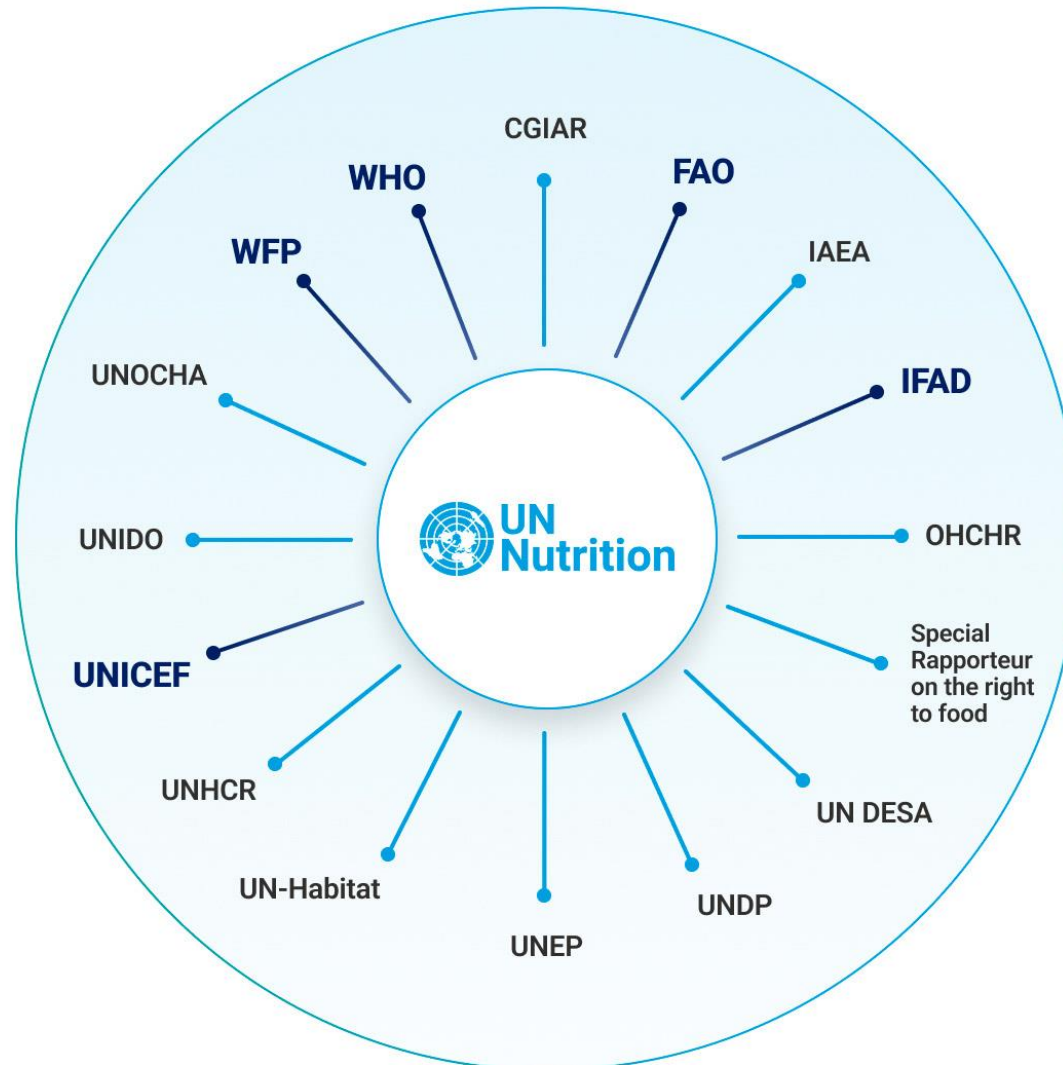 CGIAR
WHO
FAO
WFP
IAEA
UNOCHA
IFAD
UN
Nutrition
UNIDO
OHCHR
Special
Rapporteur
on the right
to food
UNICEF
UNHCR
UN DESA
UN-Habitat
UNDP
UNEP